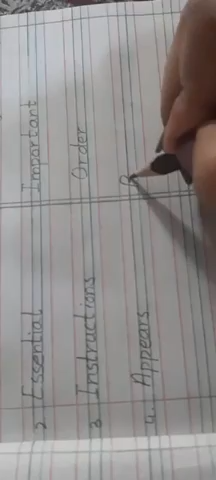 2. Essential Important
3 Instructions Order
4. Appears